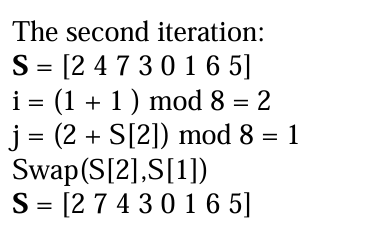 The second iteration:
S = [2 4 7 3 0 1 6 5]
i = (1 + 1 ) mod 8 = 2
j = (2 + S[2]) mod 8 = 1
Swap(S[2],S[1])
S = [2 7 4 3 0 1 6 5]